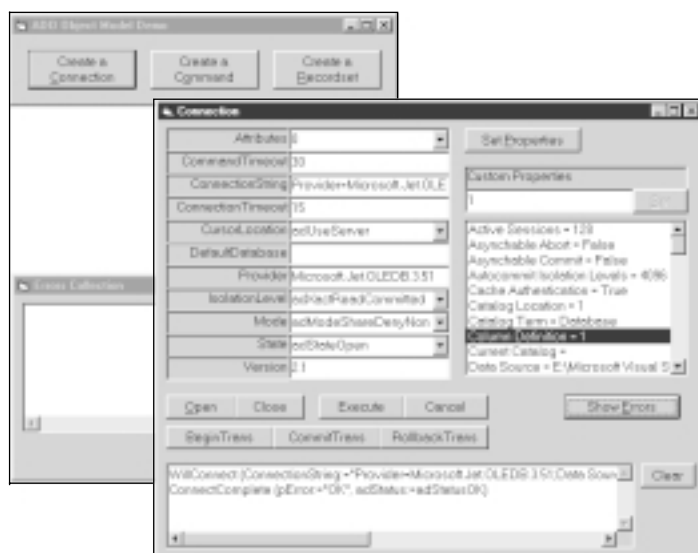 ADO Object Model Demo
Create a Connection
Create a Command
Create a Recordset
Errors Collection
Connection
Attributes 0
CommandTimeout 30
ConnectionString Provider=Microsoft.Jet.OLE
ConnectionTimeout 15
CursorLocation adUseServer
DefaultDatabase
Provider Microsoft.Jet.OLEDB.3.51
IsolationLevel adXactReadCommitted
Mode adModeShareDenyNon
State adStateOpen
Version 2.1
Set Properties
Custom Properties
1
Set
Active Sessions = 128
Asynchable Abort = False
Asynchable Commit = False
Autocommit Isolation Levels = 4096
Cache Authentication = True
Catalog Location = 1
Catalog Term = Database
Column Definition = 1
Current Catalog =
Data Source = E:\Microsoft Visual S
Open
Close
Execute
Cancel
Show Errors
BeginTrans
CommitTrans
RollbackTrans
WillConnect (ConnectionString:="Provider=Microsoft.Jet.OLEDB.3.51;Data Sour
ConnectComplete (pError:="OK", adStatus:=adStatusOK)
Clear